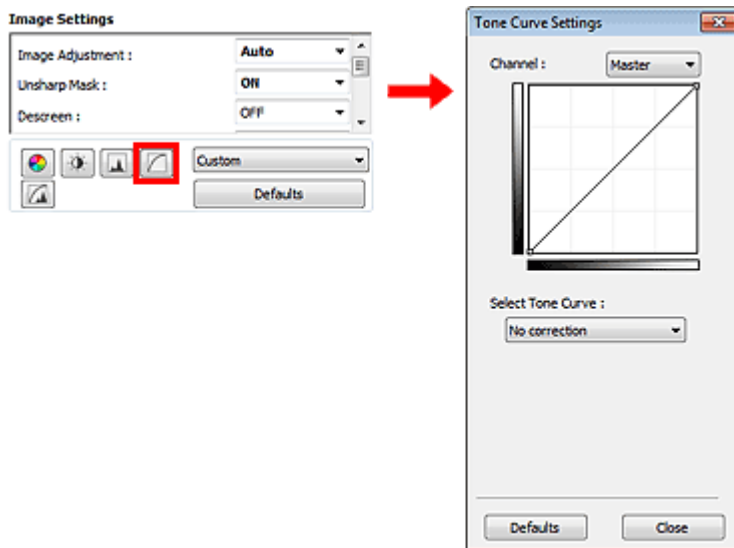 Image Settings
Image Adjustment : Auto
Unsharp Mask : ON
Descreen : OFF
Custom
Defaults
Tone Curve Settings
Channel : Master
Select Tone Curve :
No correction
Defaults Close